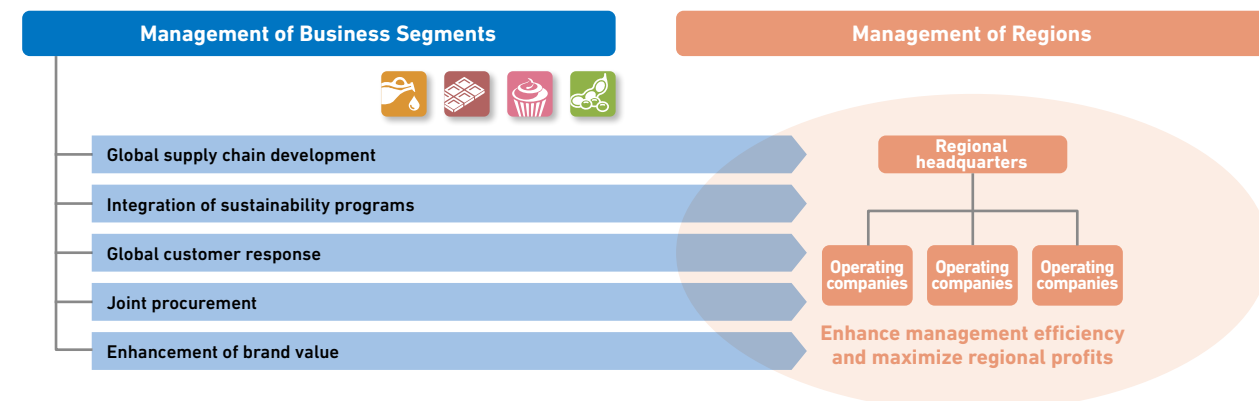 Management of Business Segments
Management of Regions
Global supply chain development
Integration of sustainability programs
Global customer response
Joint procurement
Enhancement of brand value
Regional
headquarters
Operating
companies
Operating
companies
Operating
companies
Enhance management efficiency
and maximize regional profits